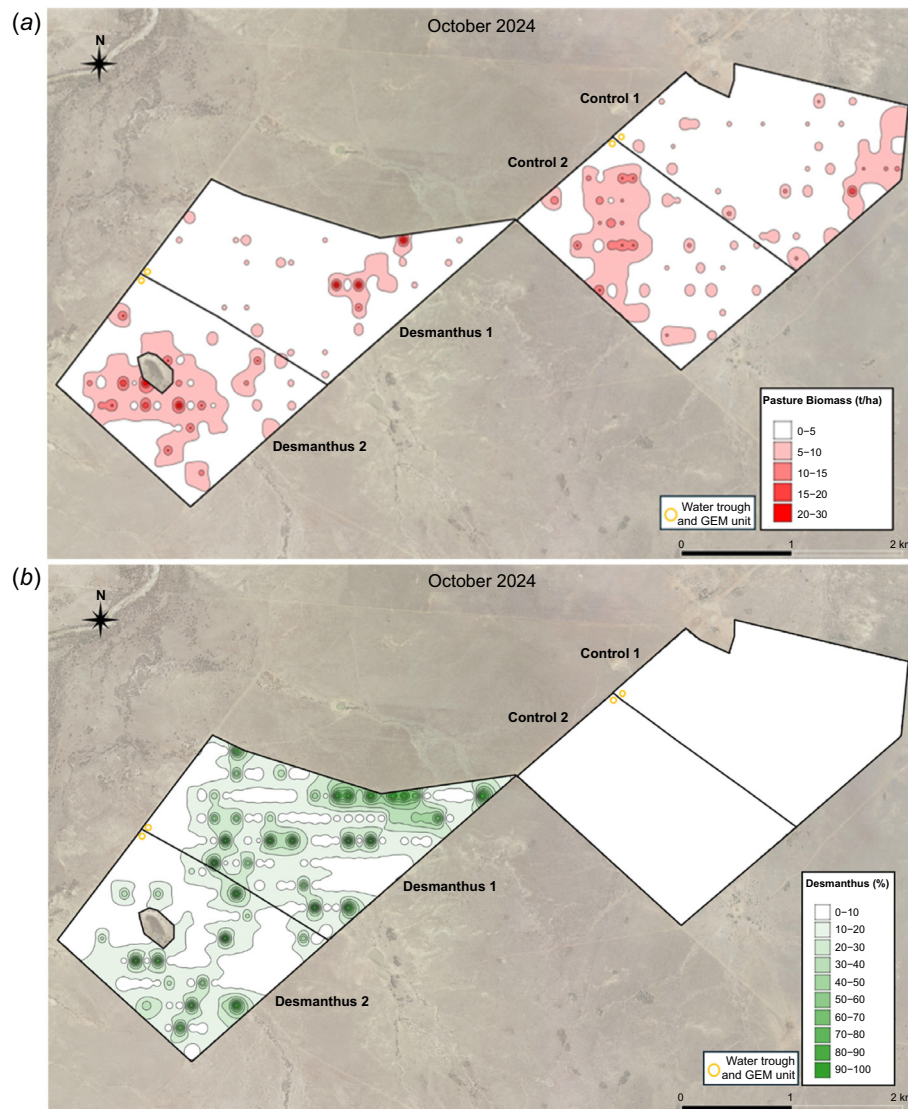 (a)
October 2024
N
Control 1
Control 2
Desmanthus 1
Desmanthus 2
Pasture Biomass (t/ha)
0–5
5–10
10–15
15–20
20–30
Water trough
and GEM unit
0 1 2 km
(b)
October 2024
N
Control 1
Control 2
Desmanthus 1
Desmanthus 2
Desmanthus (%)
0–10
10–20
20–30
30–40
40–50
50–60
60–70
70–80
80–90
90–100
Water trough
and GEM unit
0 1